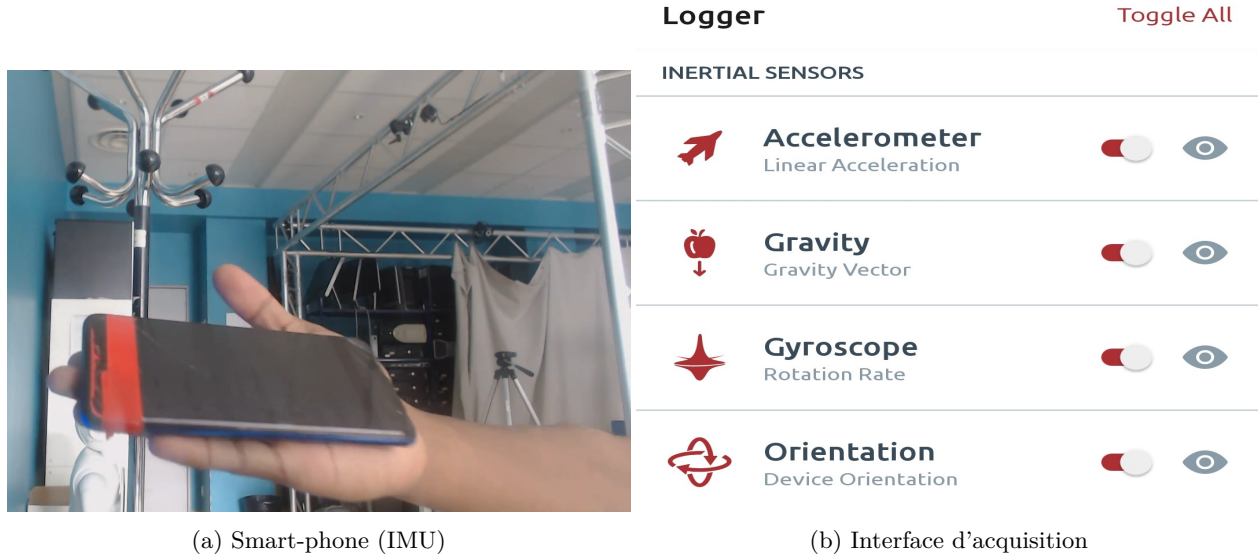 Logger
Toggle All
INERTIAL SENSORS
Accelerometer
Linear Acceleration
Gravity
Gravity Vector
Gyroscope
Rotation Rate
Orientation
Device Orientation
(a) Smart-phone (IMU)
(b) Interface d'acquisition